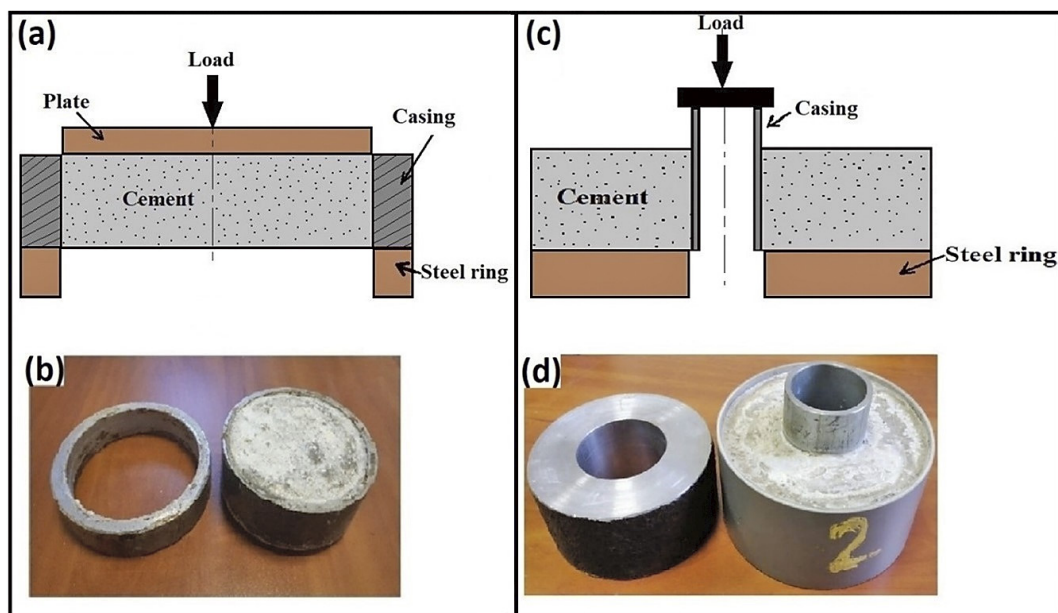 (a)
Load
Plate
Casing
Cement
Steel ring
(b)
(c)
Load
Casing
Cement
Steel ring
(d)
2